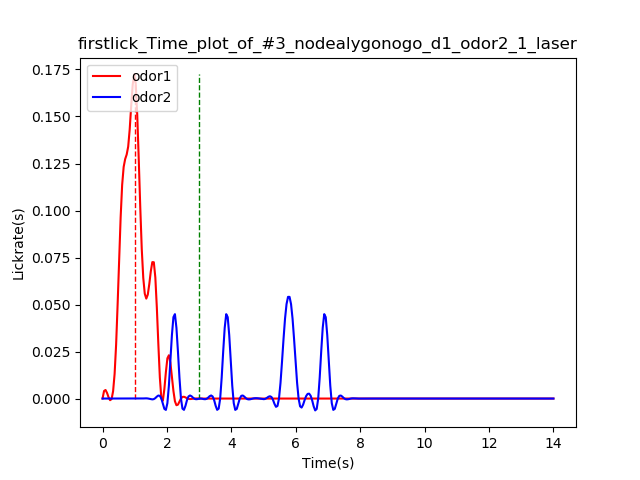 firstlick_Time_plot_of_#3_nodealygonogo_d1_odor2_1_laser
odor1
odor2
0.175
0.150
0.125
0.100
0.075
0.050
0.025
0.000
Lickrate(s)
0 2 4 6 8 10 12 14
Time(s)